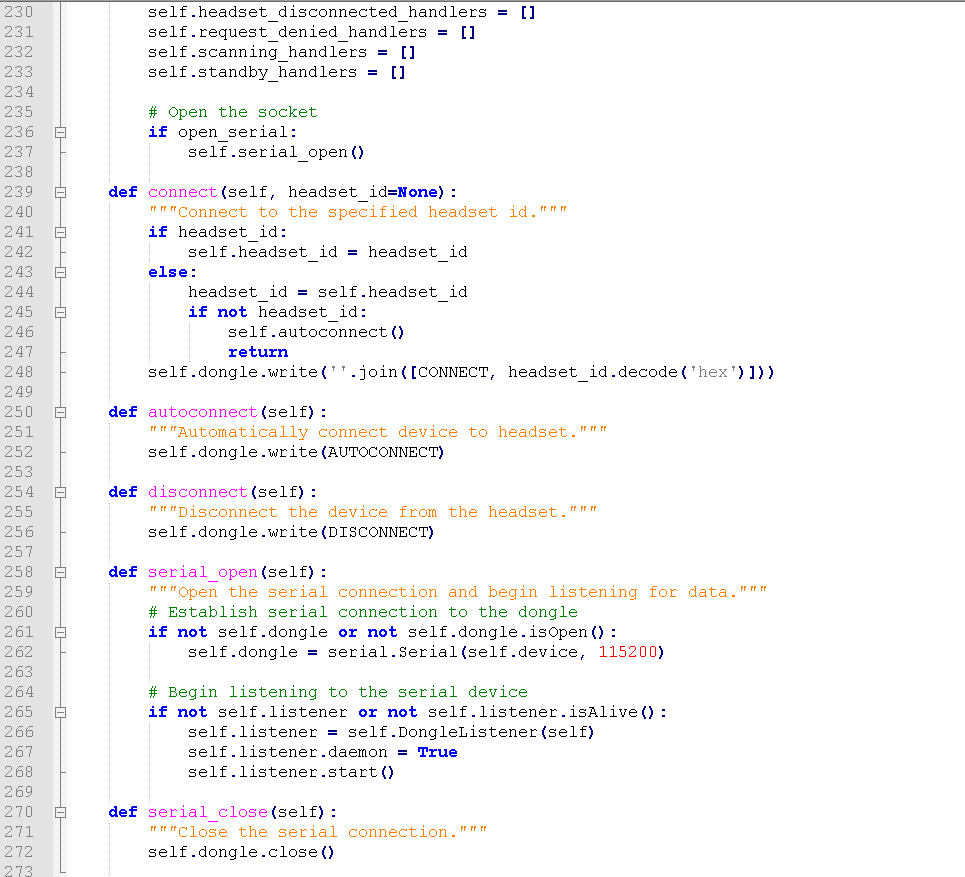 230 self.headset_disconnected_handlers = []
231 self.request_denied_handlers = []
232 self.scanning_handlers = []
233 self.standby_handlers = []
234
235 # Open the socket
236 if open_serial:
237 self.serial_open()
238
239 def connect(self, headset_id=None):
240 """Connect to the specified headset id."""
241 if headset_id:
242 self.headset_id = headset_id
243 else:
244 headset_id = self.headset_id
245 if not headset_id:
246 self.autoconnect()
247 return
248 self.dongle.write(''.join([CONNECT, headset_id.decode('hex')]))
249
250 def autoconnect(self):
251 """Automatically connect device to headset."""
252 self.dongle.write(AUTOCONNECT)
253
254 def disconnect(self):
255 """Disconnect the device from the headset."""
256 self.dongle.write(DISCONNECT)
257
258 def serial_open(self):
259 """Open the serial connection and begin listening for data."""
260 # Establish serial connection to the dongle
261 if not self.dongle or not self.dongle.isOpen():
262 self.dongle = serial.Serial(self.device, 115200)
263
264 # Begin listening to the serial device
265 if not self.listener or not self.listener.isAlive():
266 self.listener = self.DongleListener(self)
267 self.listener.daemon = True
268 self.listener.start()
269
270 def serial_close(self):
271 """Close the serial connection."""
272 self.dongle.close()
273